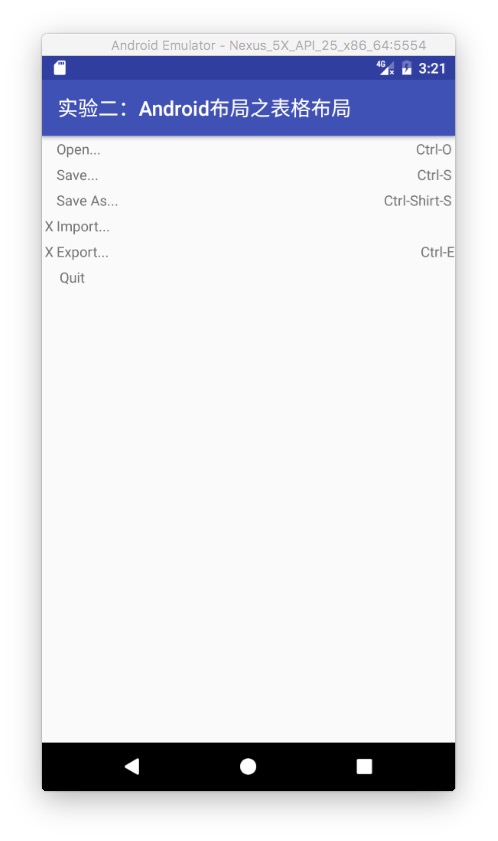 Android Emulator - Nexus_5X_API_25_x86_64:5554
4G 3:21
实验二：Android布局之表格布局
Open... Ctrl-O
Save... Ctrl-S
Save As... Ctrl-Shirt-S
X Import...
X Export... Ctrl-E
Quit